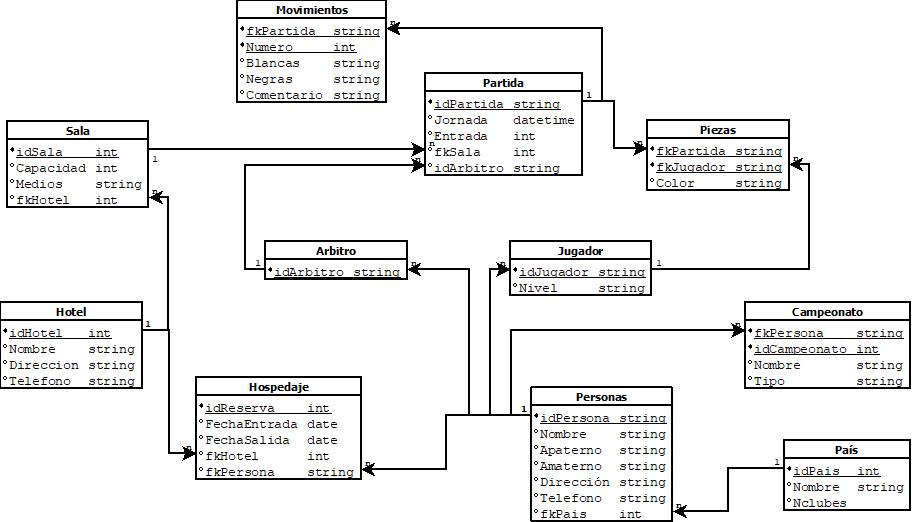 Movimientos
fkPartida string
Numero int
Blancas string
Negras string
Comentario string
n
Partida
idPartida string
Jornada datetime
Entrada int
fkSala int
idArbitro string
1
n
n
Sala
idSala int
Capacidad int
Medios string
fkHotel int
1
n
Piezas
fkPartida string
fkJugador string
Color string
n
n
Arbitro
idArbitro string
1
n
Jugador
idJugador string
Nivel string
n
1
Hotel
idHotel int
Nombre string
Direccion string
Telefono string
1
Campeonato
fkPersona string
idCampeonato int
Nombre string
Tipo string
n
Hospedaje
idReserva int
FechaEntrada date
FechaSalida date
fkHotel int
fkPersona string
n
n
Personas
idPersona string
Nombre string
Apaterno string
Amaterno string
Dirección string
Telefono string
fkPais int
1
n
País
idPais int
Nombre string
Nclubes
1